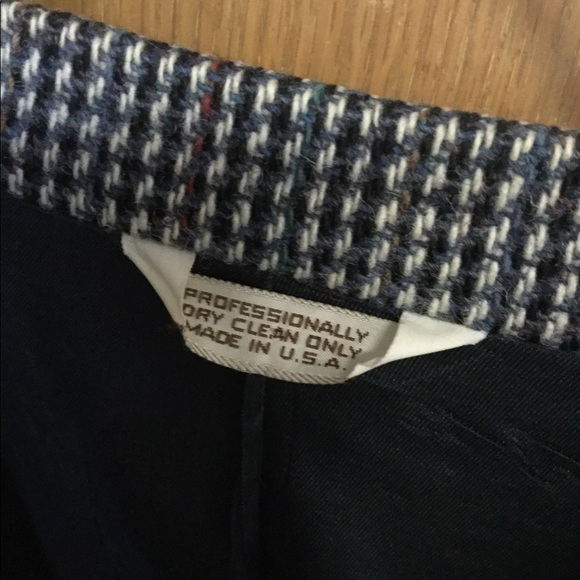 PROFESSIONALLY
DRY CLEAN ONLY
MADE IN U.S.A.